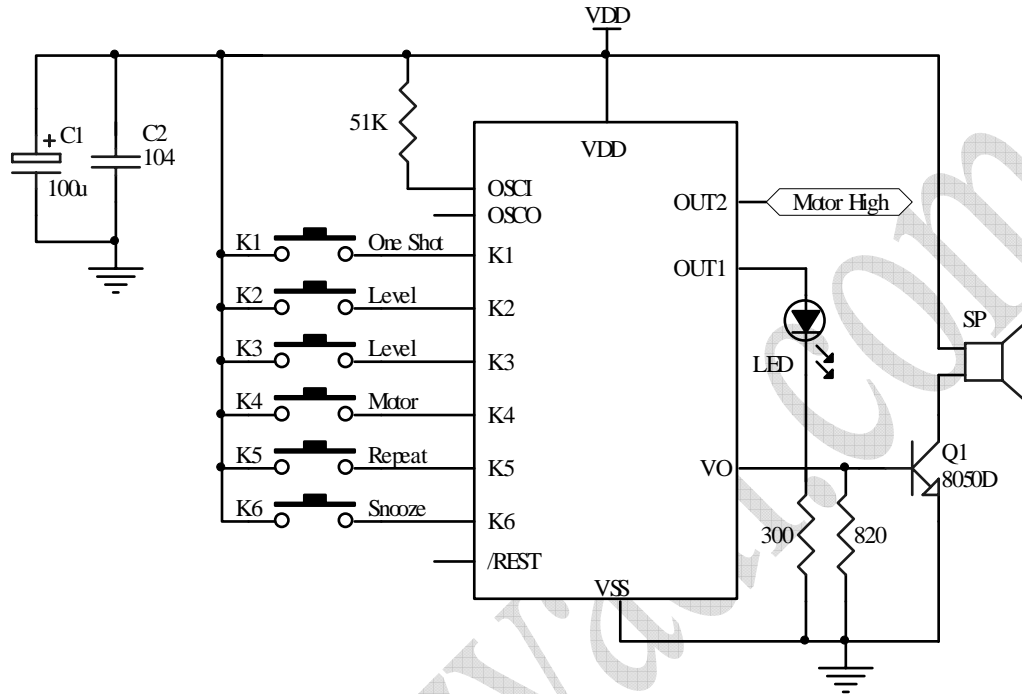 VDD
C1
100u
C2
104
51K
VDD
OSCI
OSCO
OUT2
Motor High
K1
One Shot
K1
OUT1
K2
Level
K2
K3
Level
K3
LED
SP
K4
Motor
K4
K5
Repeat
K5
VO
Q1
8050D
K6
Snooze
K6
300
820
/REST
VSS